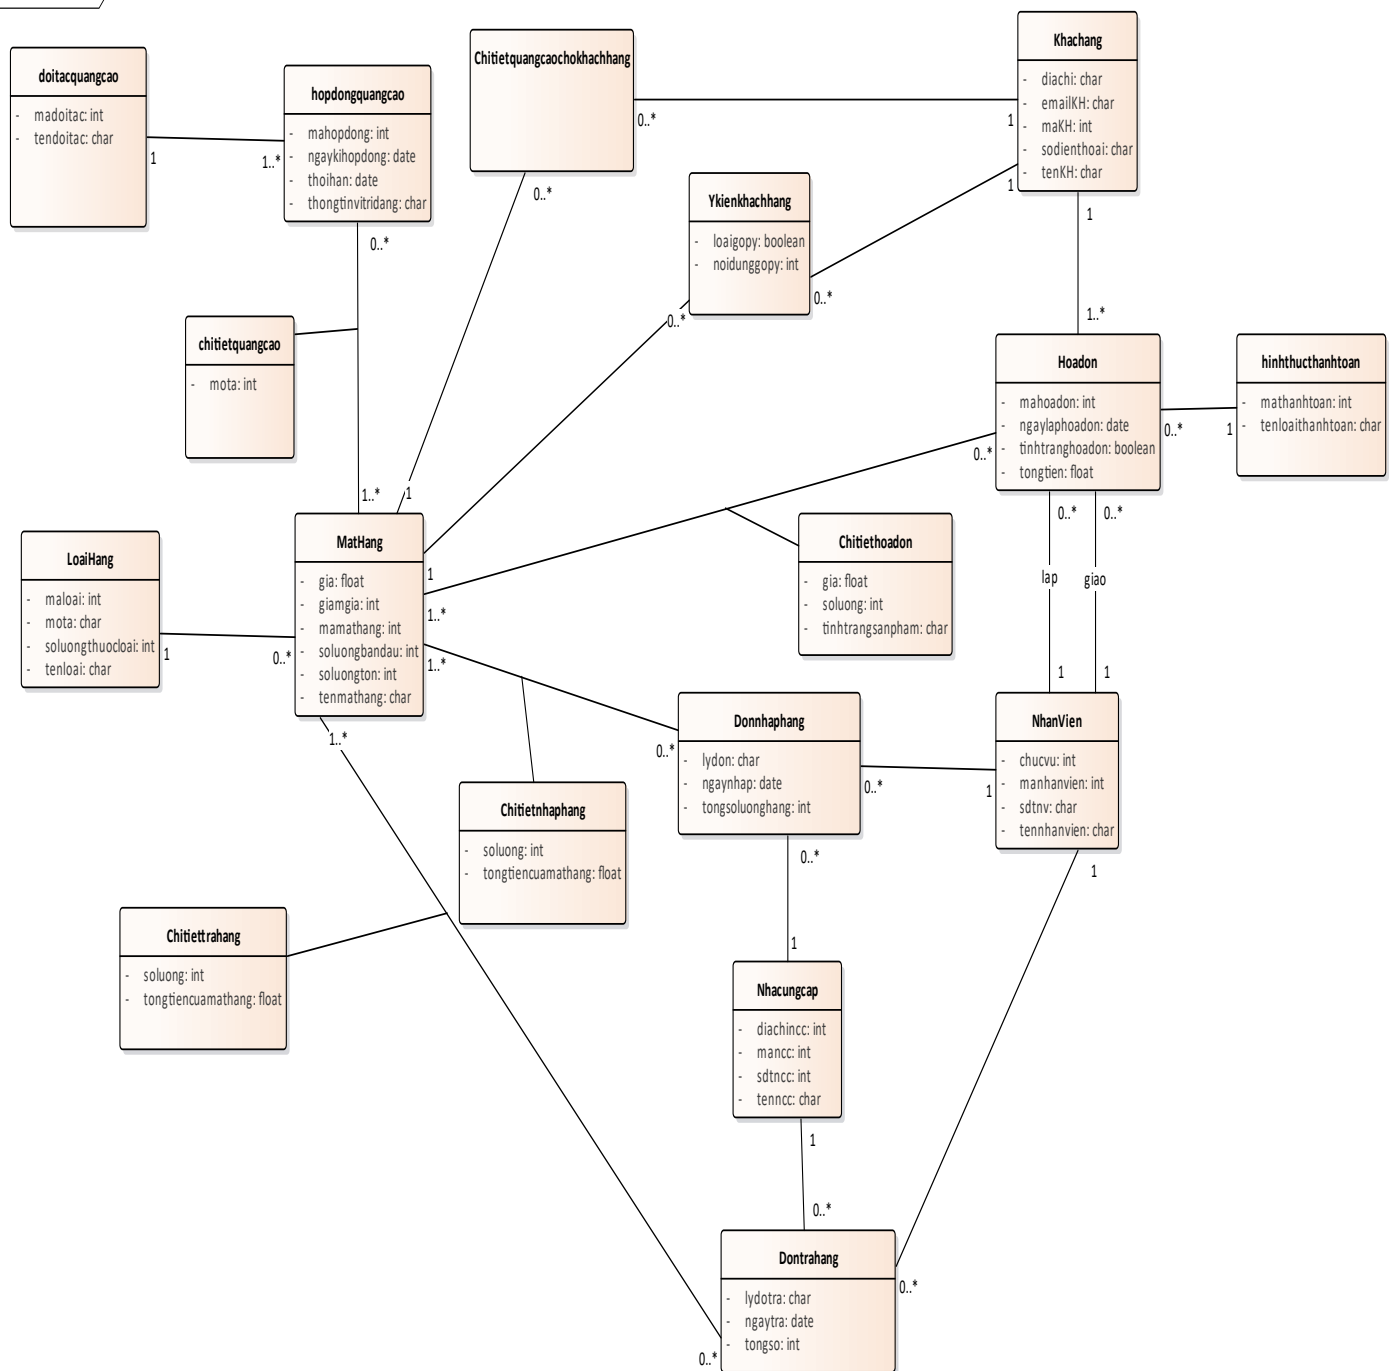 doitacquangcao
- madoitac: int
- tendoitac: char
1
1..*
hopdongquangcao
- mahopdong: int
- ngaykihopdong: date
- thoihan: date
- thongtinvitridang: char
0..*
Chitietquangcaochokhachhang
0..*
0..*
1
Khachang
- diachi: char
- emailKH: char
- maKH: int
- sodienthoai: char
- tenKH: char
1
1
1..*
Ykienkhachhang
- loaigopy: boolean
- noidunggopy: int
0..*
0..*
chitietquangcao
- mota: int
Hoadon
- mahoadon: int
- ngaylaphoadon: date
- tinhtranghoadon: boolean
- tongtien: float
0..*
0..*
1
hinhthucthanhtoan
- mathanhtoan: int
- tenloaithanhtoan: char
0..*
0..*
lap
giao
1
1
1..*
1
LoaiHang
- maloai: int
- mota: char
- soluongthuocloai: int
- tenloai: char
1
0..*
MatHang
- gia: float
- giamgia: int
- mamathang: int
- soluongbandau: int
- soluongton: int
- tenmathang: char
1
1..*
1..*
1..*
Chitiethoadon
- gia: float
- soluong: int
- tinhtrangsanpham: char
0..*
Donnhaphang
- lydon: char
- ngaynhap: date
- tongsoluonghang: int
0..*
1
0..*
NhanVien
- chucvu: int
- manhanvien: int
- sdtnv: char
- tennhanvien: char
1
Chitietnhaphang
- soluong: int
- tongtiencuamathang: float
Chitiettrahang
- soluong: int
- tongtiencuamathang: float
1
Nhacungcap
- diachincc: int
- mancc: int
- sdtncc: int
- tenncc: char
1
0..*
Dontrahang
- lydotra: char
- ngaytra: date
- tongso: int
0..*
0..*